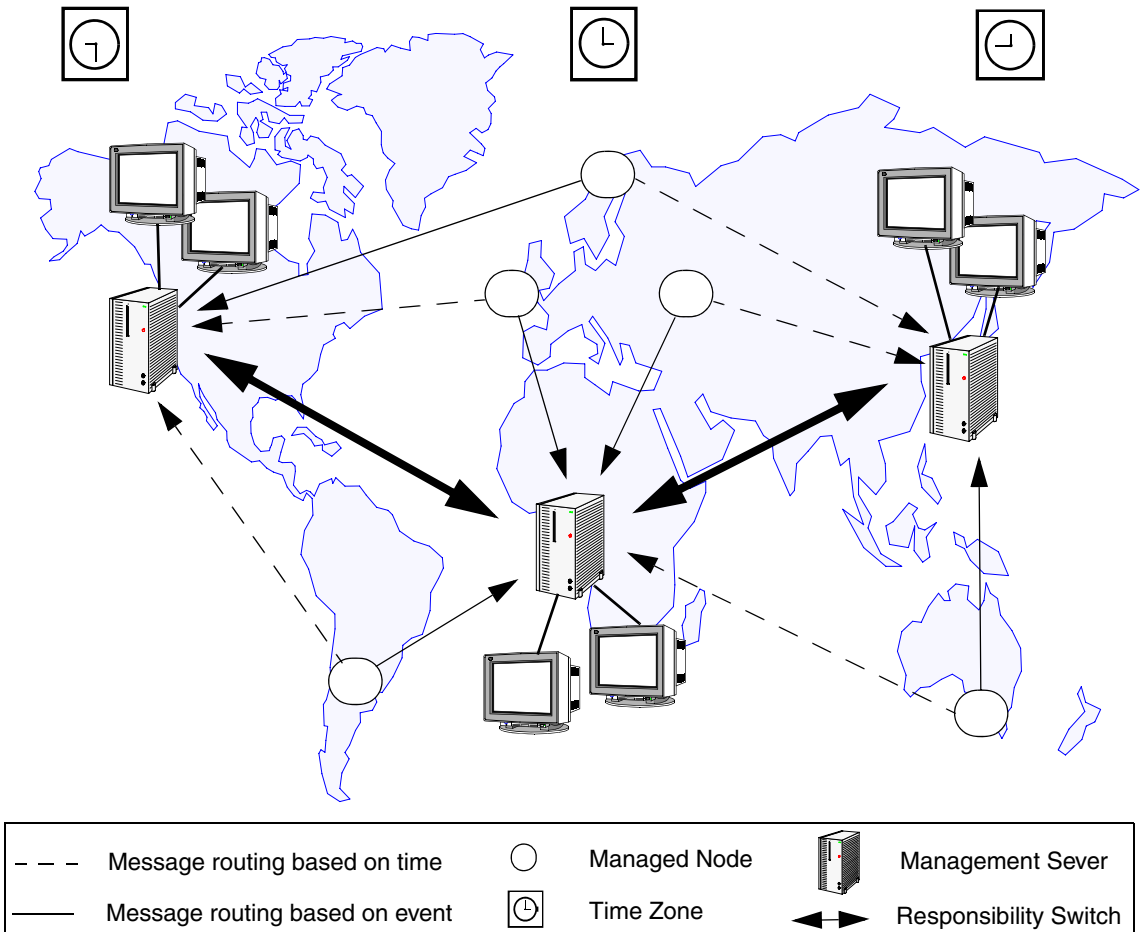 Message routing based on time
Managed Node
Management Sever
Message routing based on event
Time Zone
Responsibility Switch